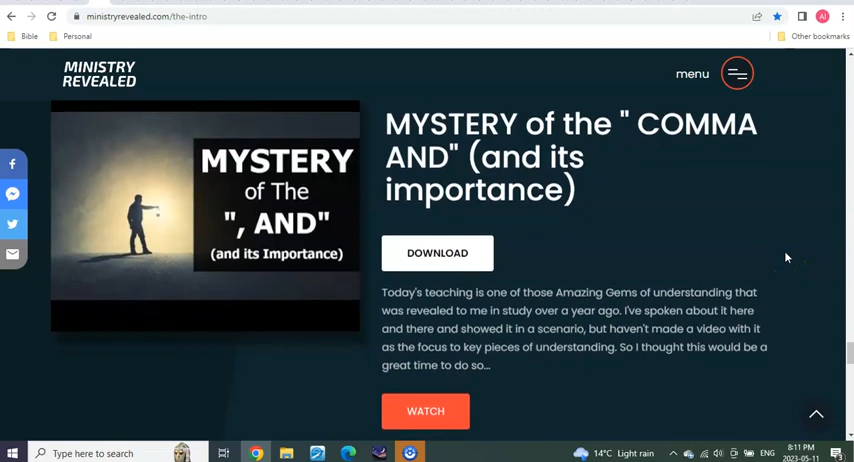 ministryrevealed.com/the-intro
Al
Bible
Personal
Other bookmarks
MINISTRY
REVEALED
menu
MYSTERY
of The
", AND"
(and its Importance)
MYSTERY of the " COMMA
AND" (and its
importance)
DOWNLOAD
Today's teaching is one of those Amazing Gems of understanding that
was revealed to me in study over a year ago. I've spoken about it here
and there and showed it in a scenario, but haven't made a video with it
as the focus to key pieces of understanding. So I thought this would be a
great time to do so...
WATCH
Type here to search
14°C Light rain
ENG
8:11 PM
2023-05-11
3